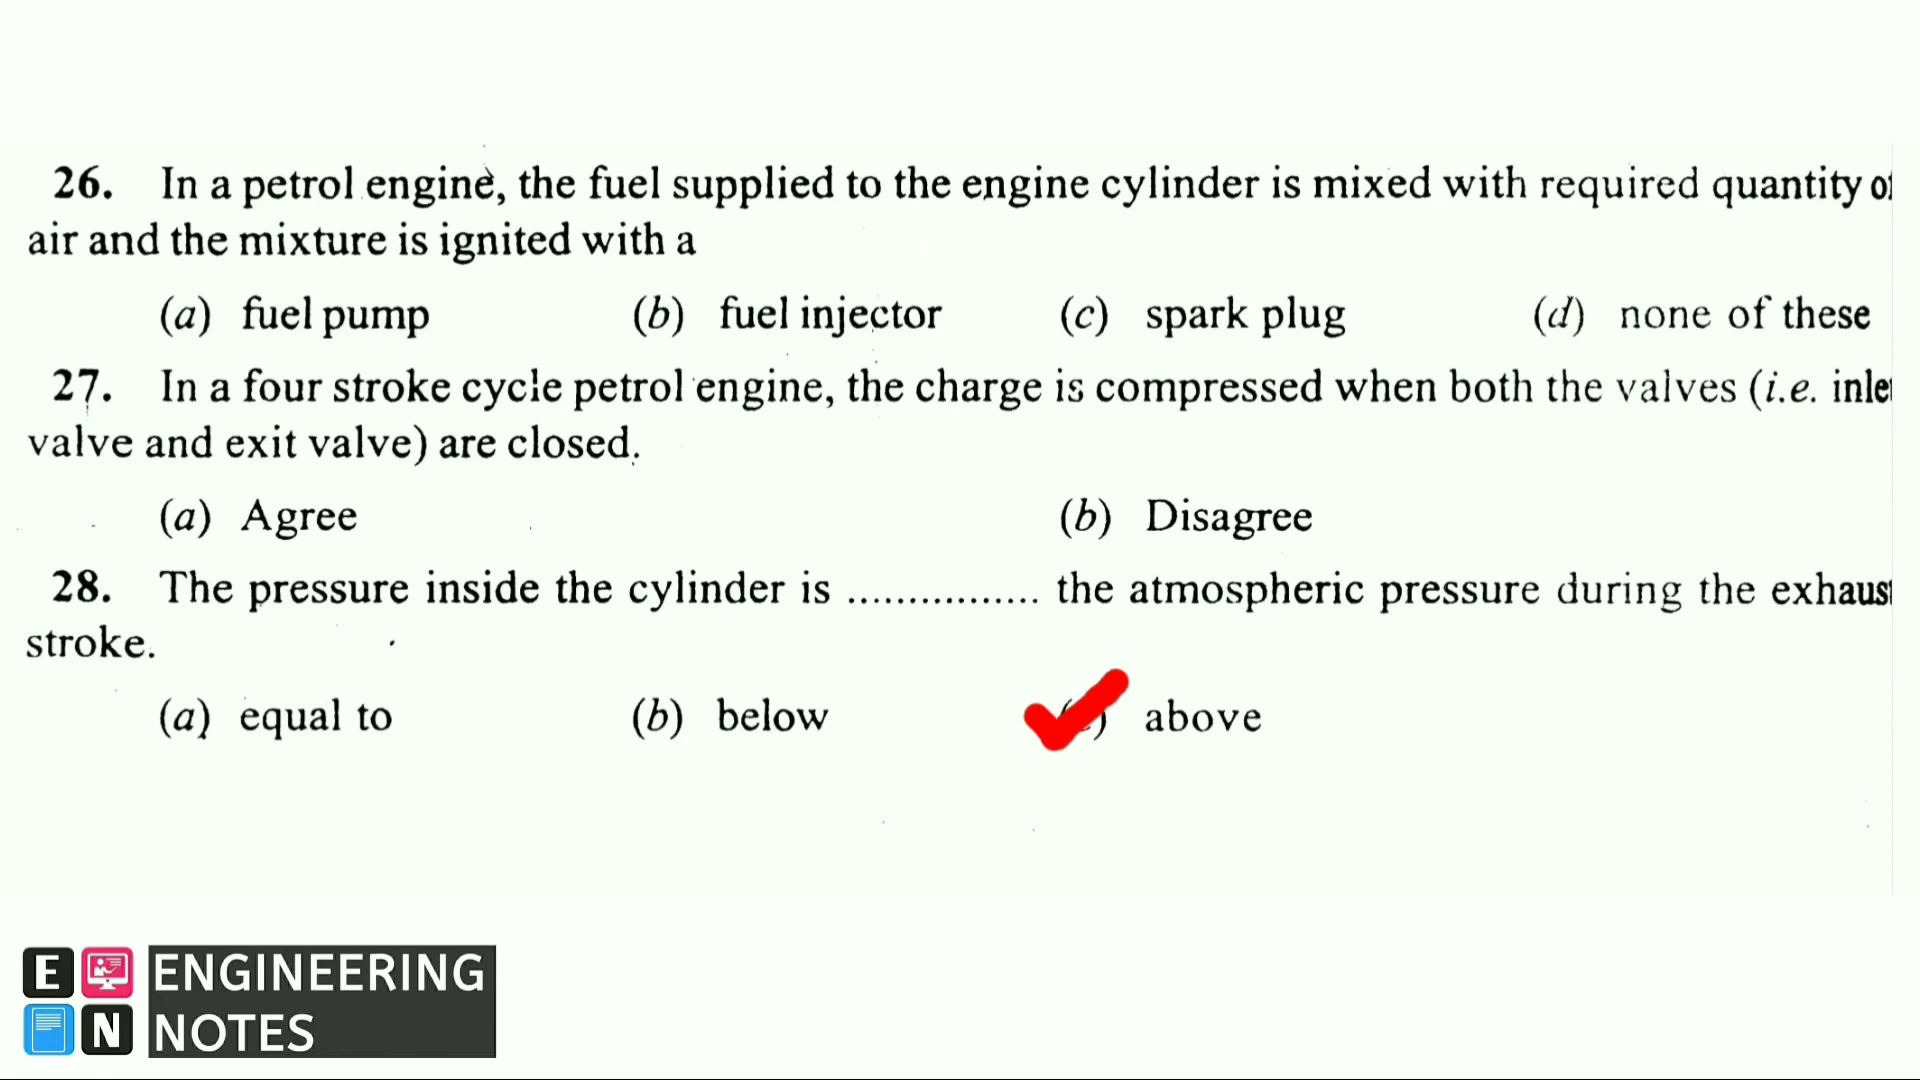 26. In a petrol engine, the fuel supplied to the engine cylinder is mixed with required quantity of
air and the mixture is ignited with a
(a) fuel pump (b) fuel injector (c) spark plug (d) none of these
27. In a four stroke cycle petrol engine, the charge is compressed when both the valves (i.e. inle
valve and exit valve) are closed.
(a) Agree (b) Disagree
28. The pressure inside the cylinder is ............... the atmospheric pressure during the exhaus
stroke.
(a) equal to (b) below (c) above
E ENGINEERING
N NOTES